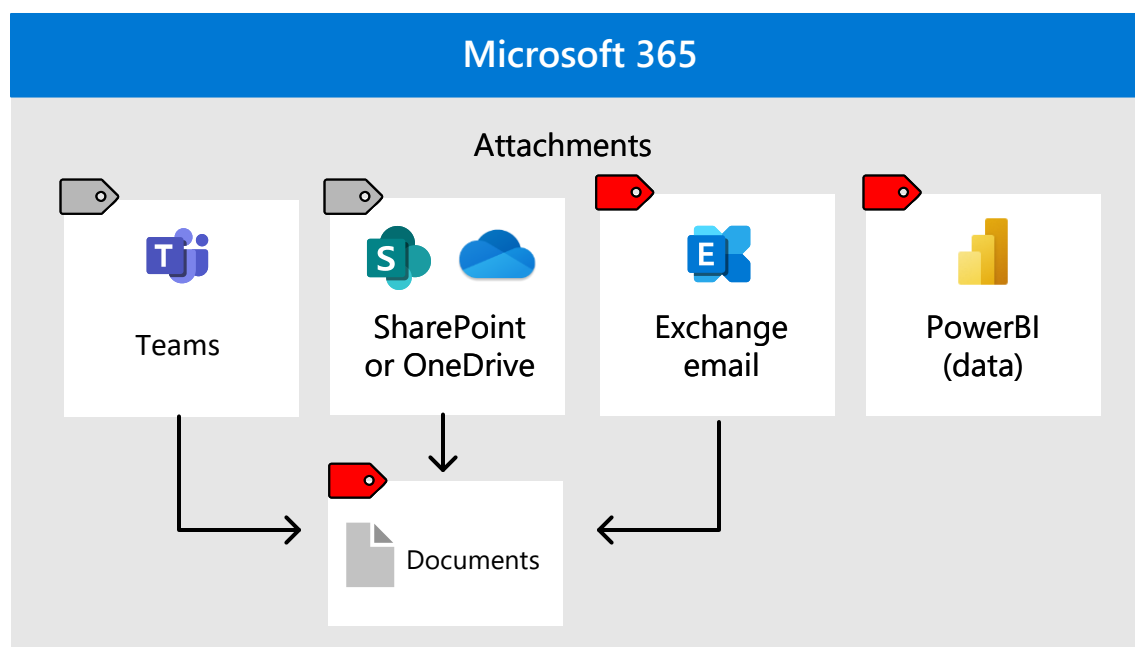 Microsoft 365
Attachments
T
Teams
S
SharePoint
or OneDrive
E
Exchange
email
PowerBI
(data)
Documents